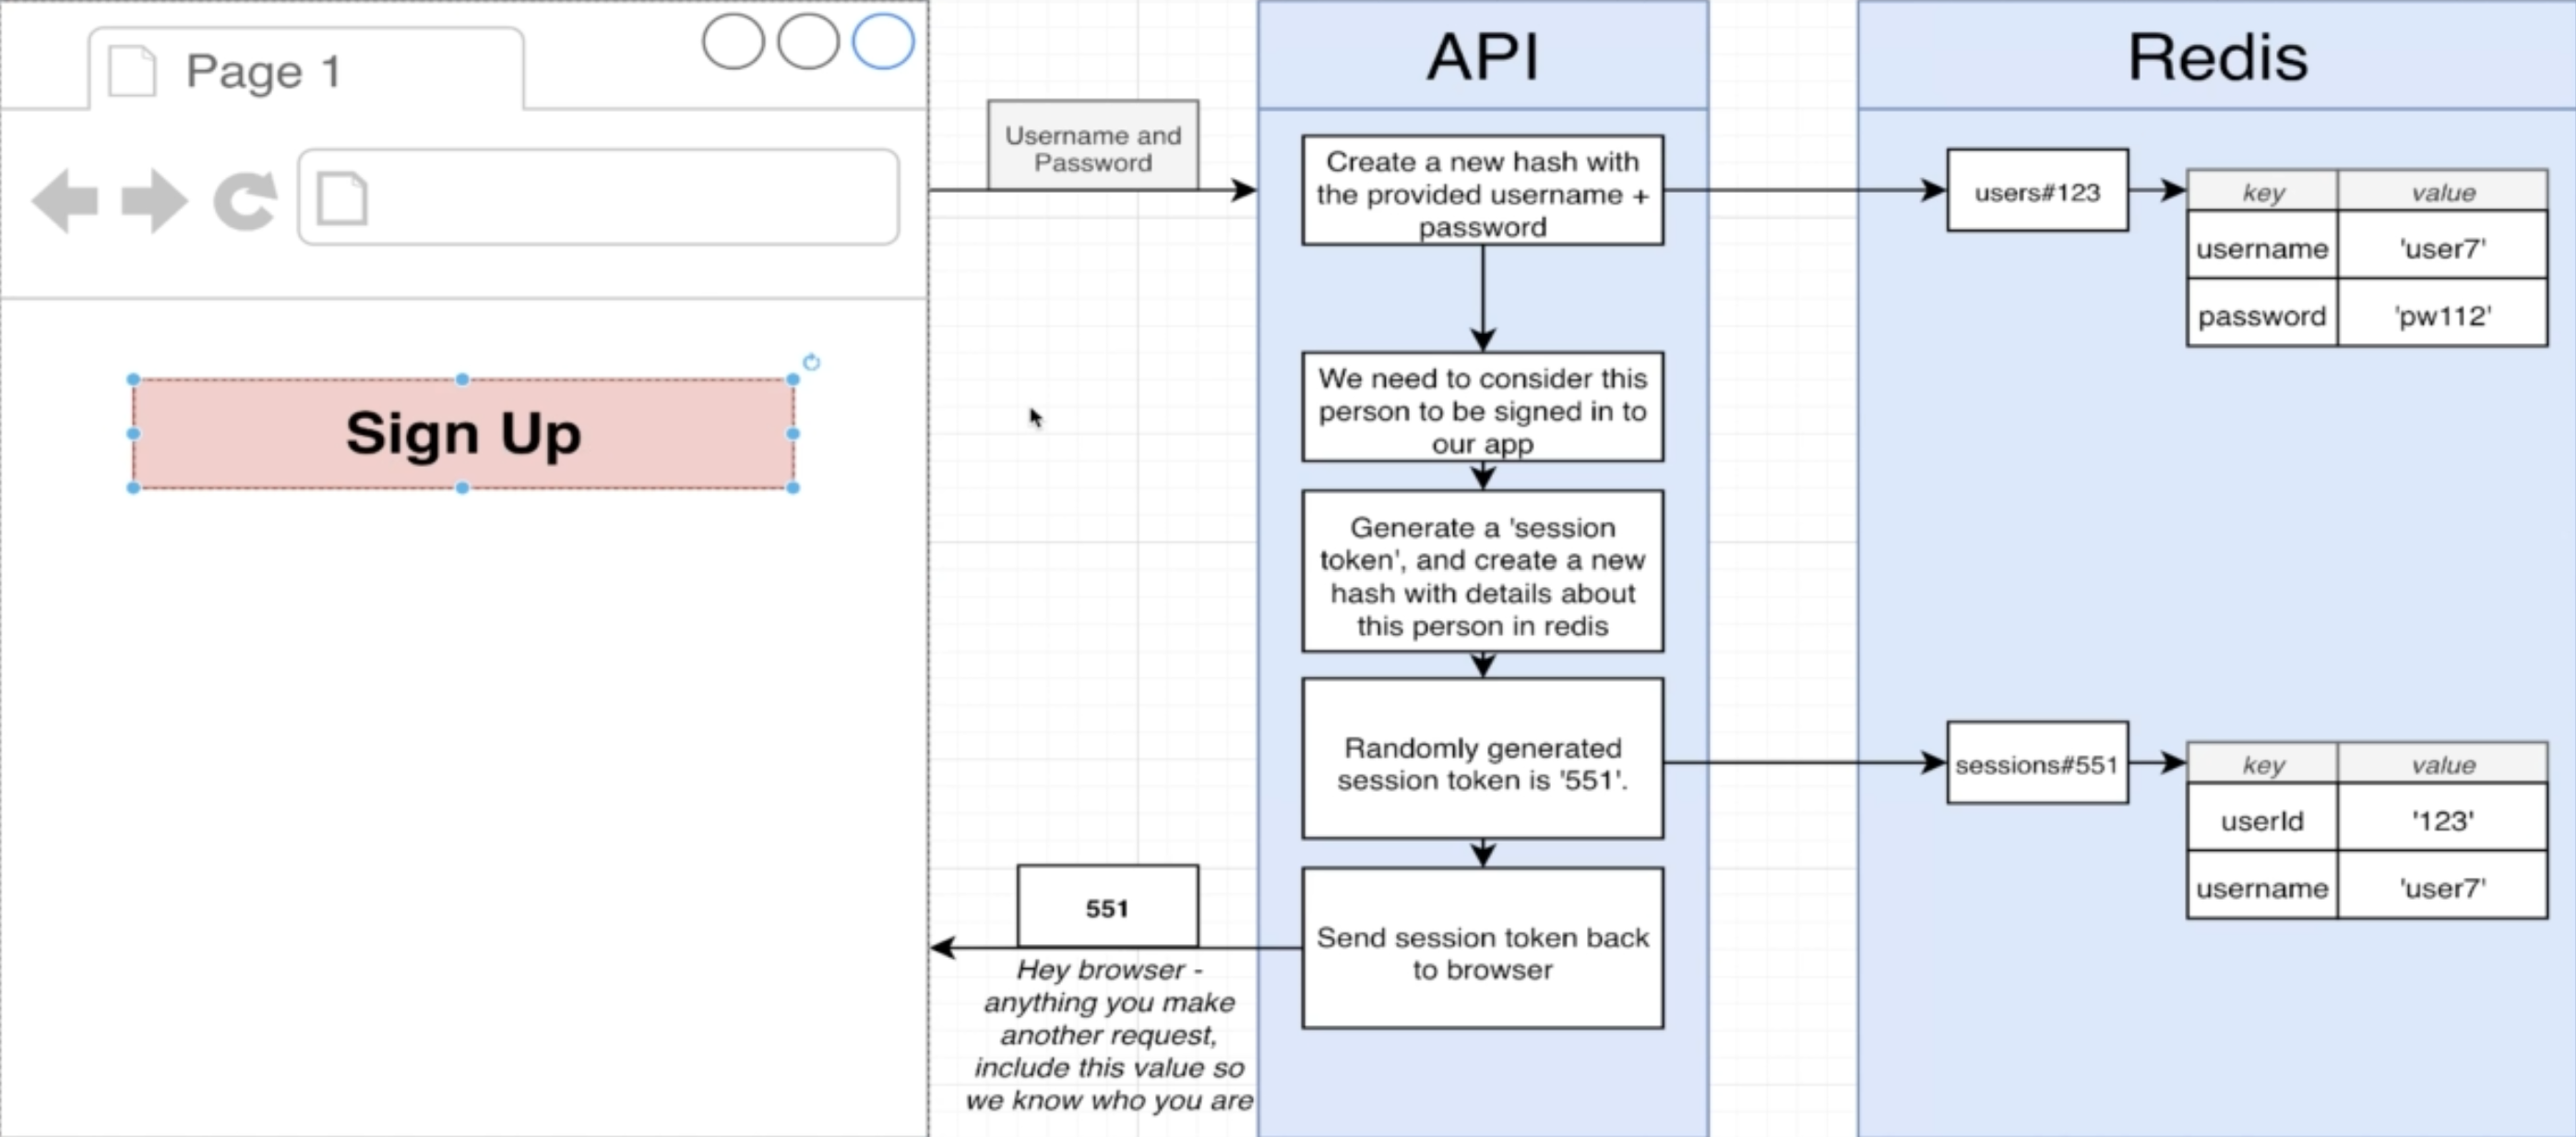 Page 1
Sign Up
Username and
Password
551
Hey browser -
anything you make
another request,
include this value so
we know who you are
API
Create a new hash with
the provided username +
password
We need to consider this
person to be signed in to
our app
Generate a 'session
token', and create a new
hash with details about
this person in redis
Randomly generated
session token is '551'.
Send session token back
to browser
Redis
users#123
key value
username 'user7'
password 'pw112'
sessions#551
key value
userId '123'
username 'user7'